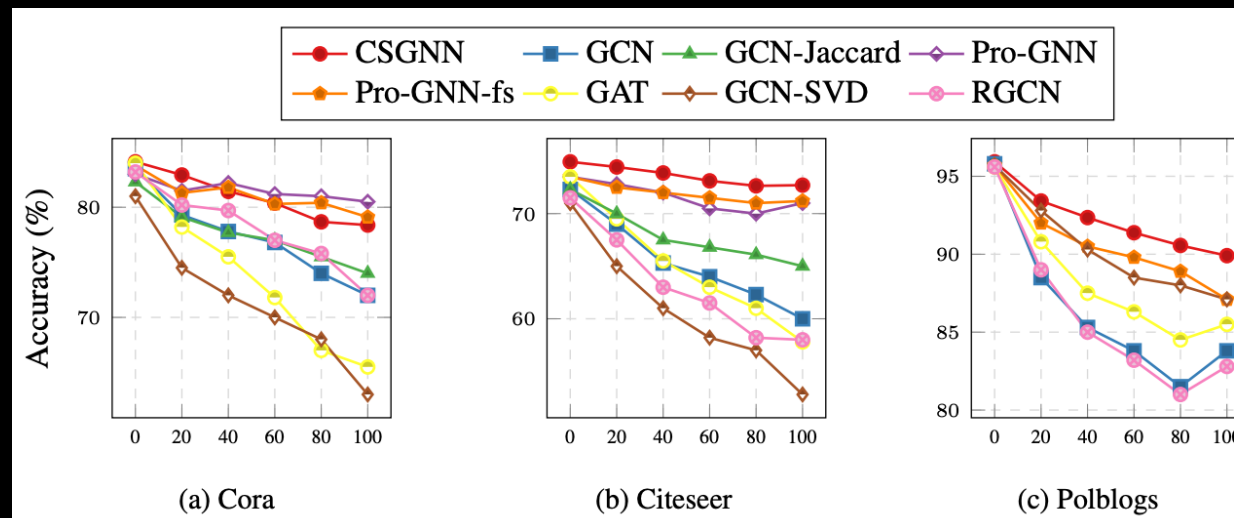 CSGNN GCN GCN-Jaccard Pro-GNN
Pro-GNN-fs GAT GCN-SVD RGCN
Accuracy (%)
80
70
0 20 40 60 80 100
(a) Cora
70
60
0 20 40 60 80 100
(b) Citeseer
95
90
85
80
0 20 40 60 80 100
(c) Polblogs